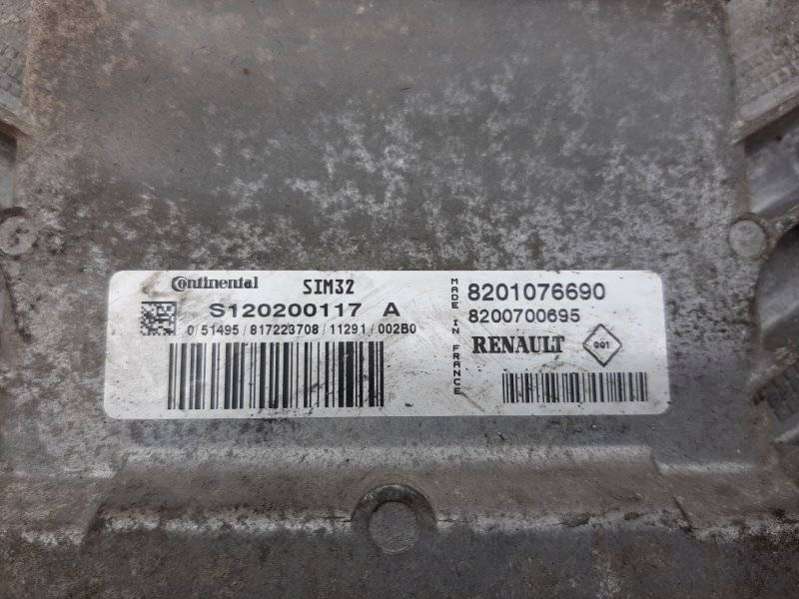 Continental SIM32
S120200117 A
0/51495/817223708/11291/002B0
MADE IN FRANCE
8201076690
8200700695
RENAULT 001